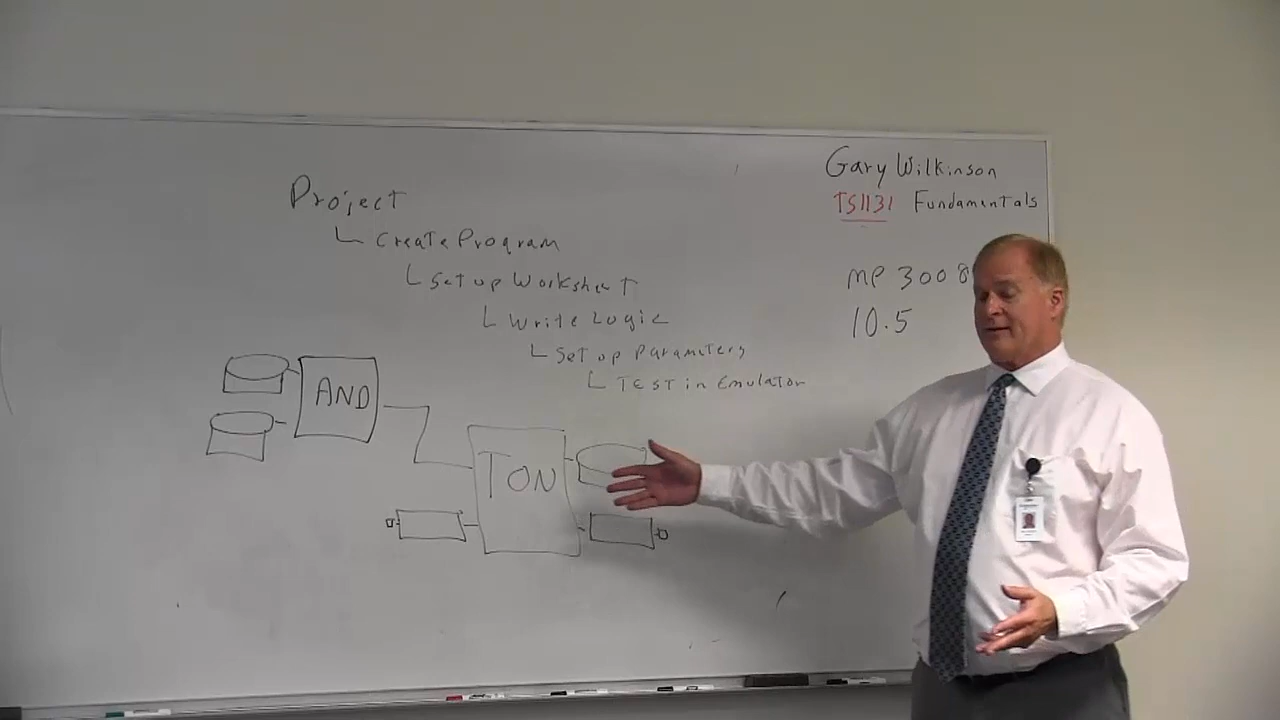 Gary Wilkinson
TS1131 Fundamentals
MP 3008
10.5
Project
Create Program
Set up Worksheet
Write Logic
Set up Parameters
TEST in Emulator
AND
TON